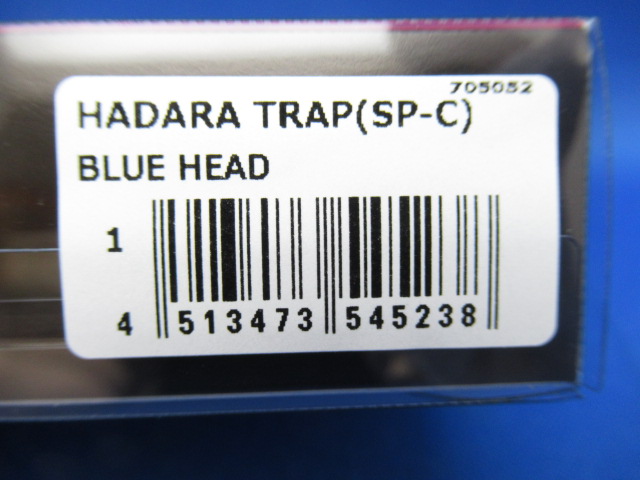 705052
HADARA TRAP(SP-C)
BLUE HEAD
1
4 513473 545238